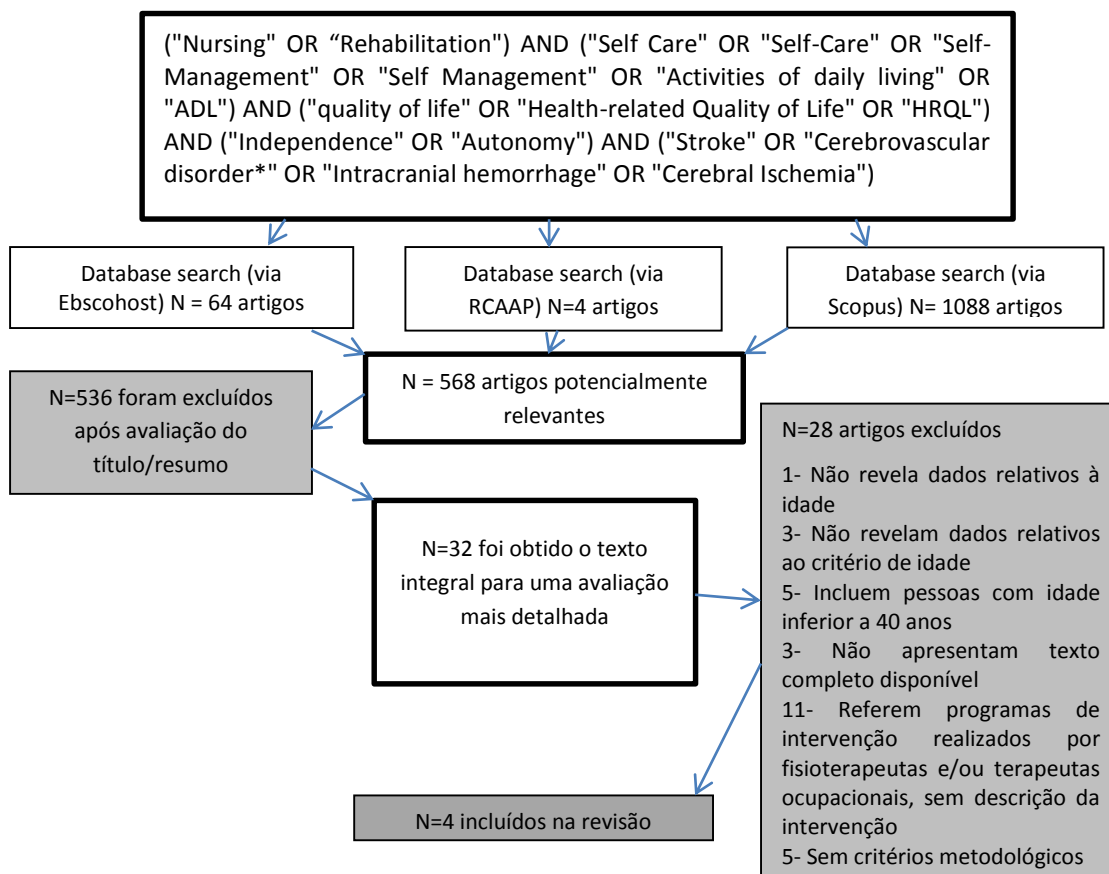 ("Nursing" OR “Rehabilitation") AND ("Self Care" OR "Self-Care" OR "Self-
Management" OR "Self Management" OR "Activities of daily living" OR
"ADL") AND ("quality of life" OR "Health-related Quality of Life" OR "HRQL")
AND ("Independence" OR "Autonomy") AND ("Stroke" OR "Cerebrovascular
disorder*" OR "Intracranial hemorrhage" OR "Cerebral Ischemia")
Database search (via
Ebscohost) N = 64 artigos
Database search (via
RCAAP) N=4 artigos
Database search (via
Scopus) N= 1088 artigos
N = 568 artigos potencialmente
relevantes
N=536 foram excluídos
após avaliação do
título/resumo
N=32 foi obtido o texto
integral para uma avaliação
mais detalhada
N=28 artigos excluídos
1- Não revela dados relativos à
idade
3- Não revelam dados relativos
ao critério de idade
5- Incluem pessoas com idade
inferior a 40 anos
3- Não apresentam texto
completo disponível
11- Referem programas de
intervenção realizados por
fisioterapeutas e/ou terapeutas
ocupacionais, sem descrição da
intervenção
5- Sem critérios metodológicos
N=4 incluídos na revisão